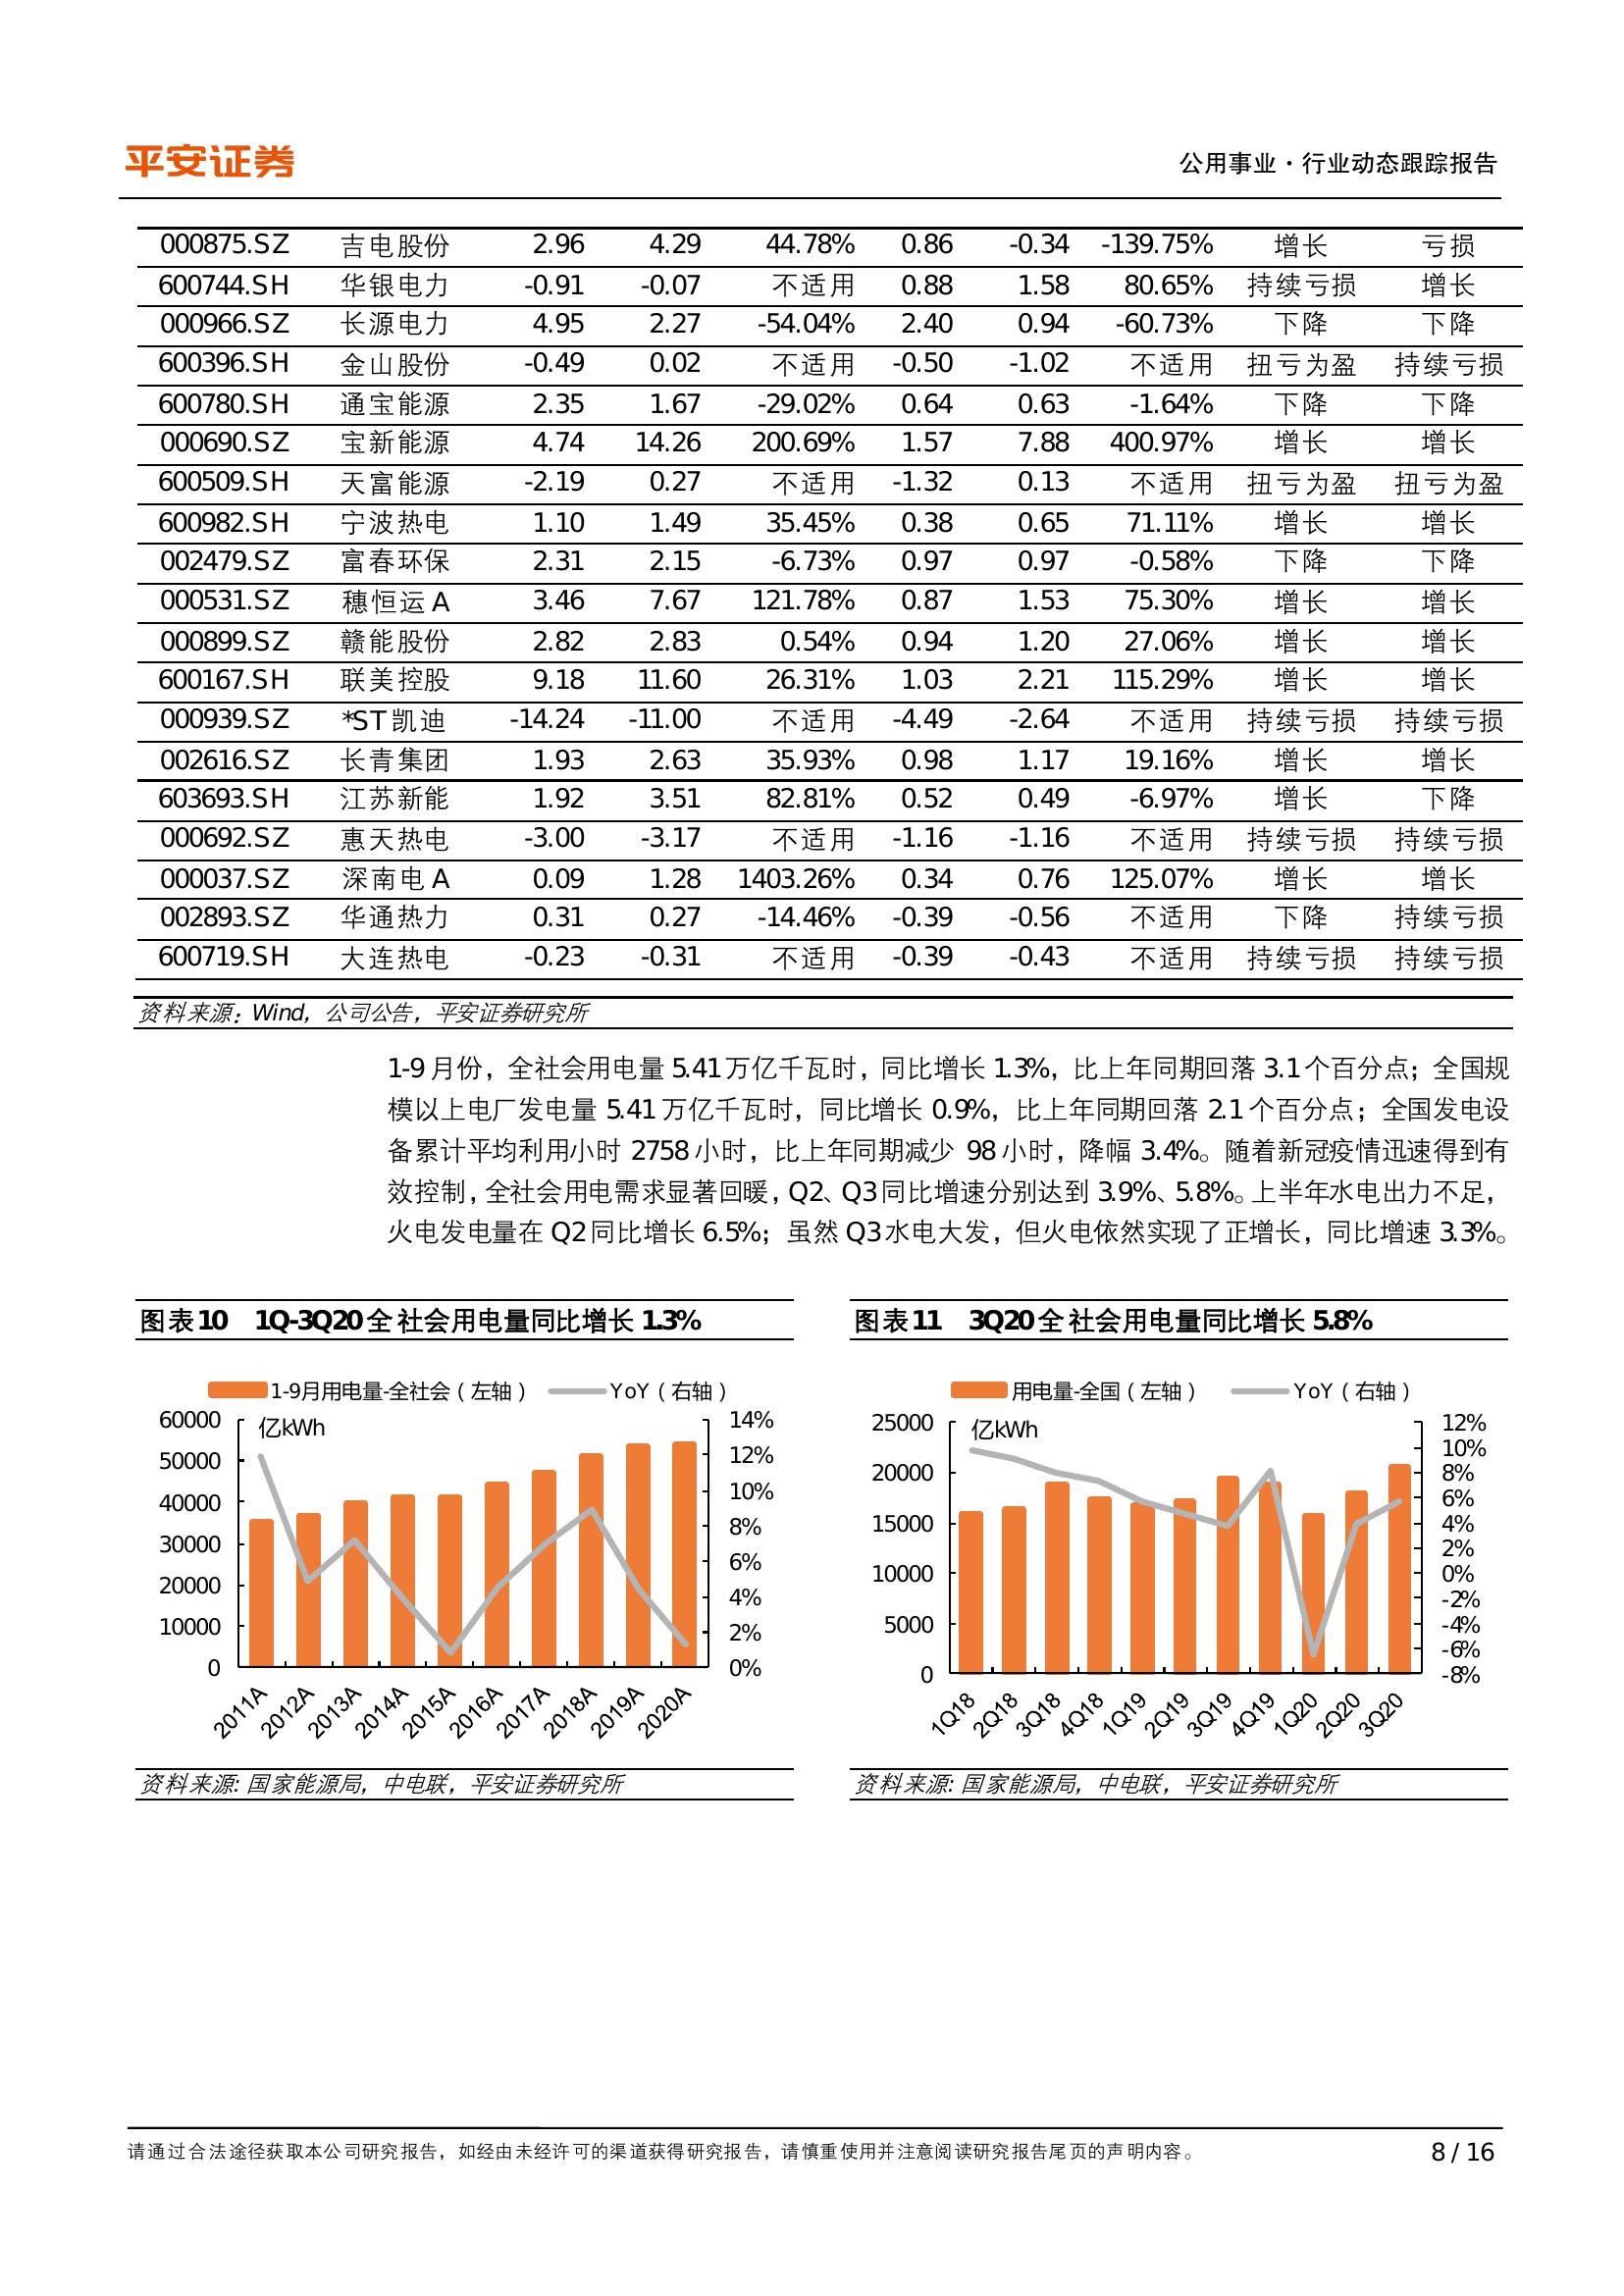 平安证券
公用事业·行业动态跟踪报告
000875.SZ 吉电股份 2.96 4.29 44.78% 0.86 -0.34 -139.75% 增长 亏损
600744.SH 华银电力 -0.91 -0.07 不适用 0.88 1.58 80.65% 持续亏损 增长
000966.SZ 长源电力 4.95 2.27 -54.04% 2.40 0.94 -60.73% 下降 下降
600396.SH 金山股份 -0.49 0.02 不适用 -0.50 -1.02 不适用 扭亏为盈 持续亏损
600780.SH 通宝能源 2.35 1.67 -29.02% 0.64 0.63 -1.64% 下降 下降
000690.SZ 宝新能源 4.74 14.26 200.69% 1.57 7.88 400.97% 增长 增长
600509.SH 天富能源 -2.19 0.27 不适用 -1.32 0.13 不适用 扭亏为盈 扭亏为盈
600982.SH 宁波热电 1.10 1.49 35.45% 0.38 0.65 71.11% 增长 增长
002479.SZ 富春环保 2.31 2.15 -6.73% 0.97 0.97 -0.58% 下降 下降
000531.SZ 穗恒运 A 3.46 7.67 121.78% 0.87 1.53 75.30% 增长 增长
000899.SZ 赣能股份 2.82 2.83 0.54% 0.94 1.20 27.06% 增长 增长
600167.SH 联美控股 9.18 11.60 26.31% 1.03 2.21 115.29% 增长 增长
000939.SZ *ST 凯迪 -14.24 -11.00 不适用 -4.49 -2.64 不适用 持续亏损 持续亏损
002616.SZ 长青集团 1.93 2.63 35.93% 0.98 1.17 19.16% 增长 增长
603693.SH 江苏新能 1.92 3.51 82.81% 0.52 0.49 -6.97% 增长 下降
000692.SZ 惠天热电 -3.00 -3.17 不适用 -1.16 -1.16 不适用 持续亏损 持续亏损
000037.SZ 深南电 A 0.09 1.28 1403.26% 0.34 0.76 125.07% 增长 增长
002893.SZ 华通热力 0.31 0.27 -14.46% -0.39 -0.56 不适用 下降 持续亏损
600719.SH 大连热电 -0.23 -0.31 不适用 -0.39 -0.43 不适用 持续亏损 持续亏损
资料来源：Wind，公司公告，平安证券研究所
1-9 月份，全社会用电量 5.41 万亿千瓦时，同比增长 1.3%，比上年同期回落 3.1 个百分点；全国规
模以上电厂发电量 5.41 万亿千瓦时，同比增长 0.9%，比上年同期回落 2.1 个百分点；全国发电设
备累计平均利用小时 2758 小时，比上年同期减少 98 小时，降幅 3.4%。随着新冠疫情迅速得到有
效控制，全社会用电需求显著回暖，Q2、Q3 同比增速分别达到 3.9%、5.8%。上半年水电出力不足，
火电发电量在 Q2 同比增长 6.5%；虽然 Q3 水电大发，但火电依然实现了正增长，同比增速 3.3%。
图表10 1Q-3Q20 全社会用电量同比增长 1.3%
1-9月用电量-全社会（左轴） YoY（右轴）
亿kWh
60000
50000
40000
30000
20000
10000
0
14%
12%
10%
8%
6%
4%
2%
0%
2011A 2012A 2013A 2014A 2015A 2016A 2017A 2018A 2019A 2020A
资料来源: 国家能源局，中电联，平安证券研究所
图表11 3Q20 全社会用电量同比增长 5.8%
用电量-全国（左轴） YoY（右轴）
亿kWh
25000
20000
15000
10000
5000
0
12%
10%
8%
6%
4%
2%
0%
-2%
-4%
-6%
-8%
1Q18 2Q18 3Q18 4Q18 1Q19 2Q19 3Q19 4Q19 1Q20 2Q20 3Q20
资料来源: 国家能源局，中电联，平安证券研究所
请通过合法途径获取本公司研究报告，如经由未经许可的渠道获得研究报告，请慎重使用并注意阅读研究报告尾页的声明内容。
8 / 16